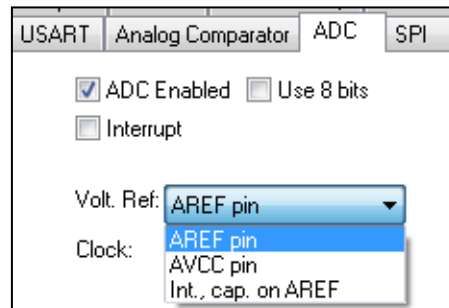 USART Analog Comparator ADC SPI
ADC Enabled Use 8 bits
Interrupt
Volt. Ref: AREF pin
AREF pin
Clock:
AVCC pin
Int., cap. on AREF